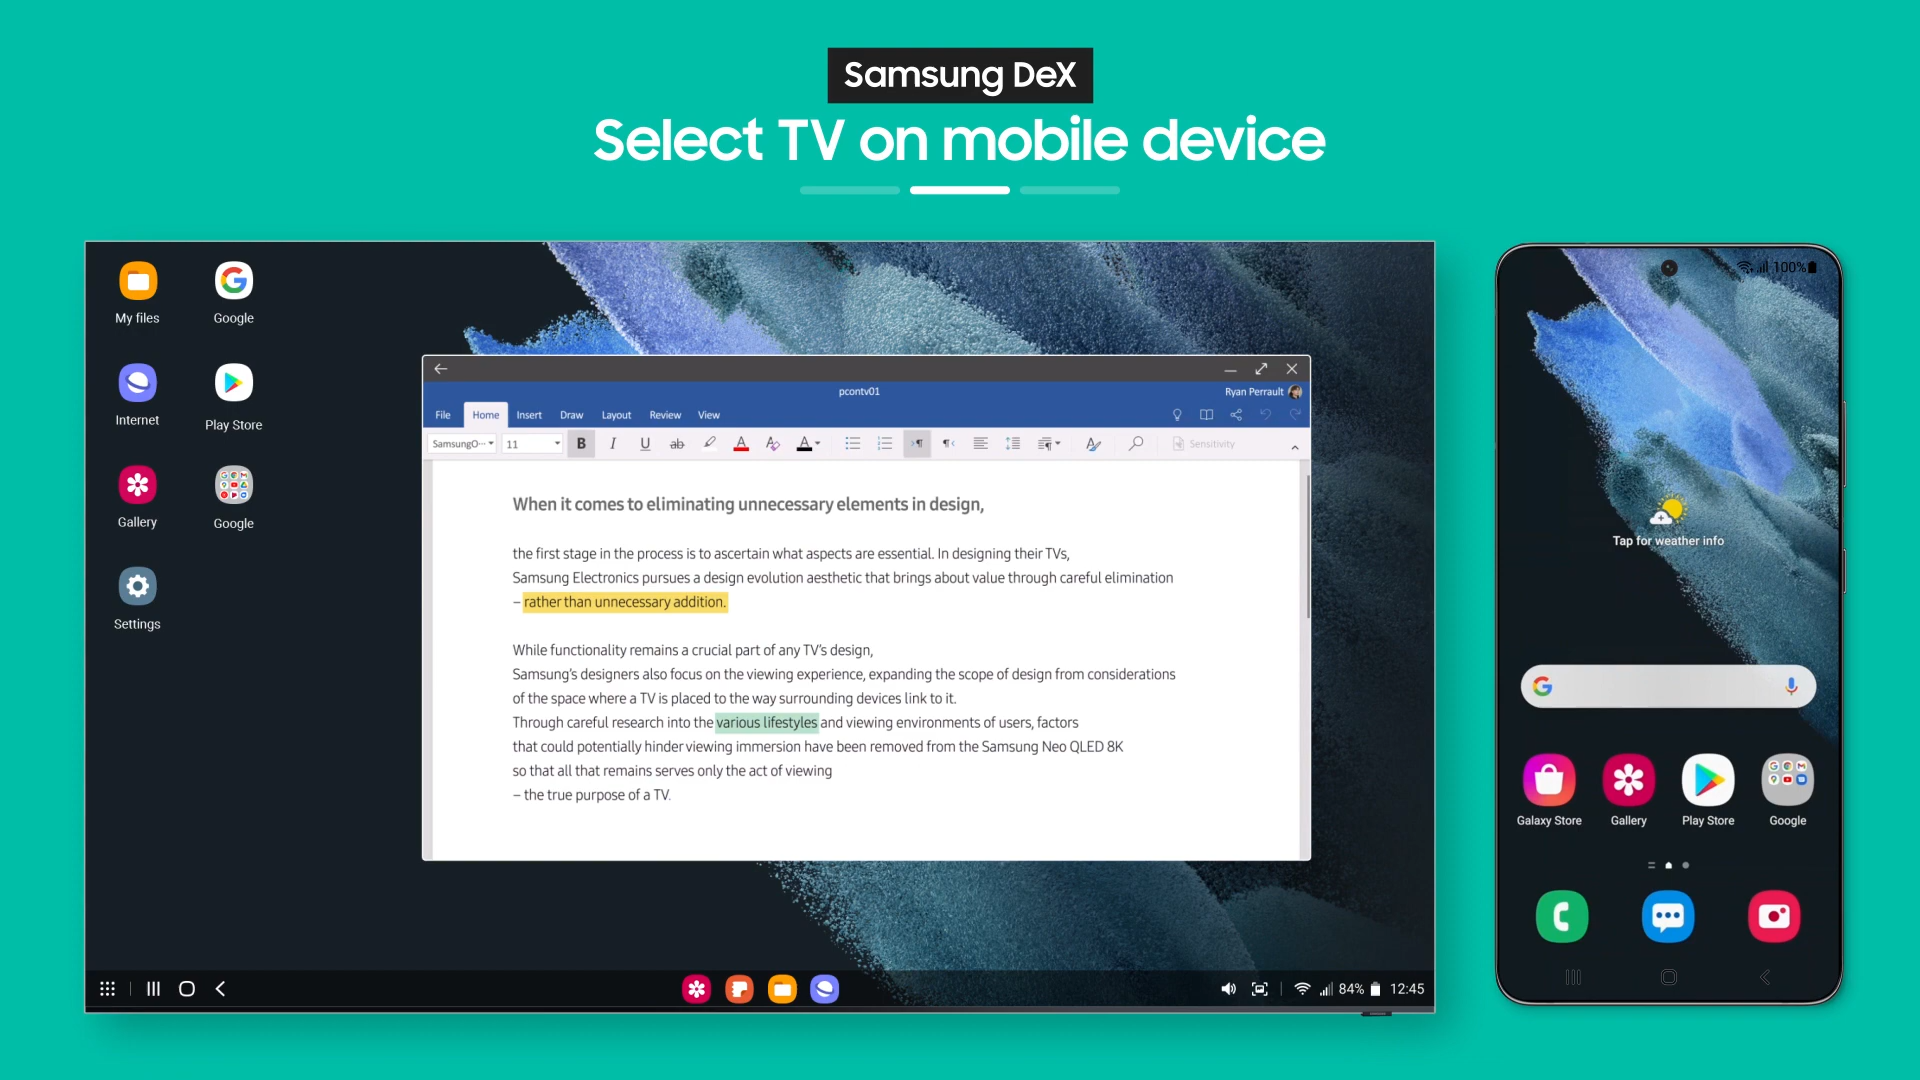 Samsung DeX
Select TV on mobile device
My files
Google
Internet
Play Store
Gallery
Google
Settings
pcontv01
Ryan Perrault
File
Home
Insert
Draw
Layout
Review
View
SamsungO···
11
B
I
U
ab
A
A
A
Sensitivity
When it comes to eliminating unnecessary elements in design,
the first stage in the process is to ascertain what aspects are essential. In designing their TVs,
Samsung Electronics pursues a design evolution aesthetic that brings about value through careful elimination
– rather than unnecessary addition.
While functionality remains a crucial part of any TV's design,
Samsung's designers also focus on the viewing experience, expanding the scope of design from considerations
of the space where a TV is placed to the way surrounding devices link to it.
Through careful research into the various lifestyles and viewing environments of users, factors
that could potentially hinder viewing immersion have been removed from the Samsung Neo QLED 8K
so that all that remains serves only the act of viewing
– the true purpose of a TV.
84%
12:45
100%
Tap for weather info
Galaxy Store
Gallery
Play Store
Google